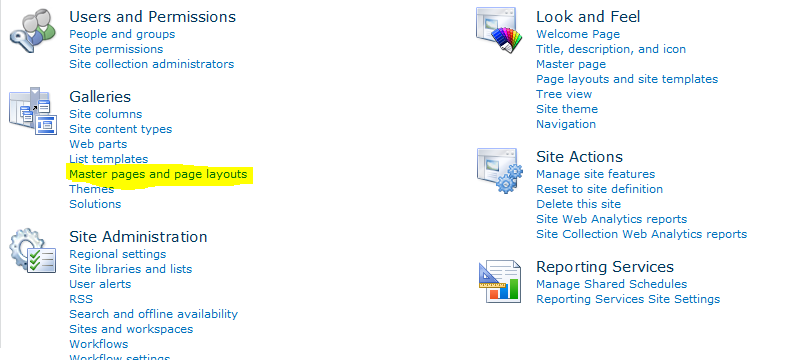 Users and Permissions
People and groups
Site permissions
Site collection administrators
Galleries
Site columns
Site content types
Web parts
List templates
Master pages and page layouts
Themes
Solutions
Site Administration
Regional settings
Site libraries and lists
User alerts
RSS
Search and offline availability
Sites and workspaces
Workflows
Workflow settings
Look and Feel
Welcome Page
Title, description, and icon
Master page
Page layouts and site templates
Tree view
Site theme
Navigation
Site Actions
Manage site features
Reset to site definition
Delete this site
Site Web Analytics reports
Site Collection Web Analytics reports
Reporting Services
Manage Shared Schedules
Reporting Services Site Settings